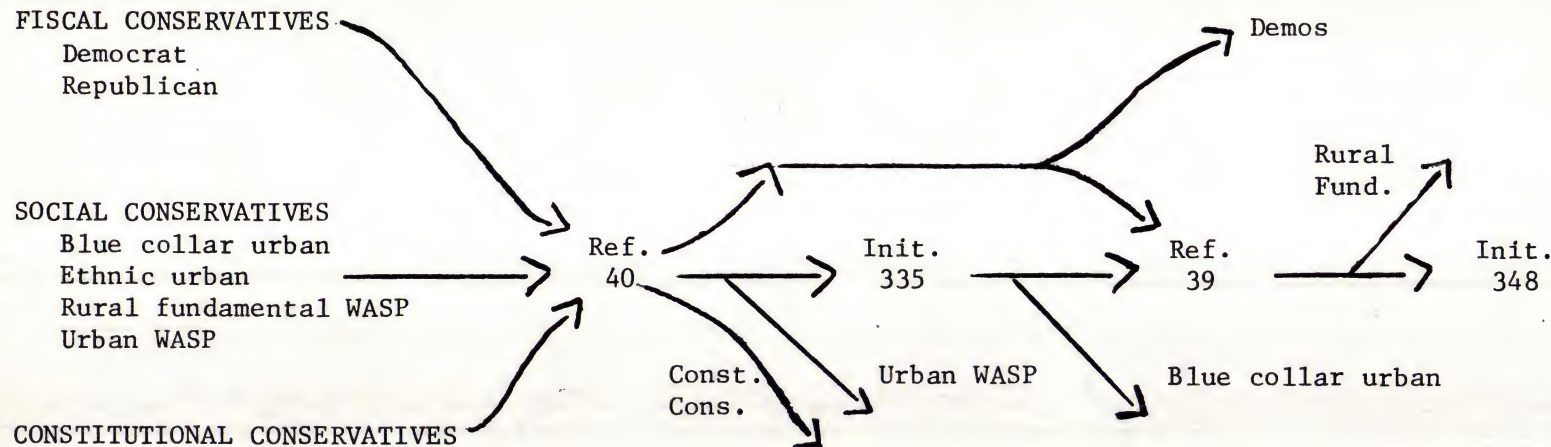 FISCAL CONSERVATIVES
Democrat
Republican
SOCIAL CONSERVATIVES
Blue collar urban
Ethnic urban
Rural fundamental WASP
Urban WASP
CONSTITUTIONAL CONSERVATIVES
Ref.
40
Const.
Cons.
Init.
335
Urban WASP
Demos
Ref.
39
Blue collar urban
Rural
Fund.
Init.
348